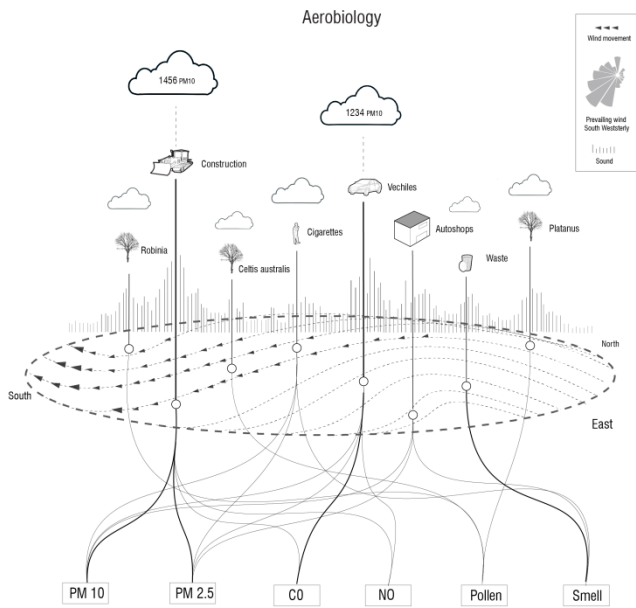 Aerobiology
Wind movement
Prevailing wind
South Weststerly
Sound
1456 PM10
1234 PM10
Construction
Vechiles
Robinia
Celtis australis
Cigarettes
Autoshops
Waste
Platanus
North
South
East
PM 10
PM 2.5
C0
NO
Pollen
Smell